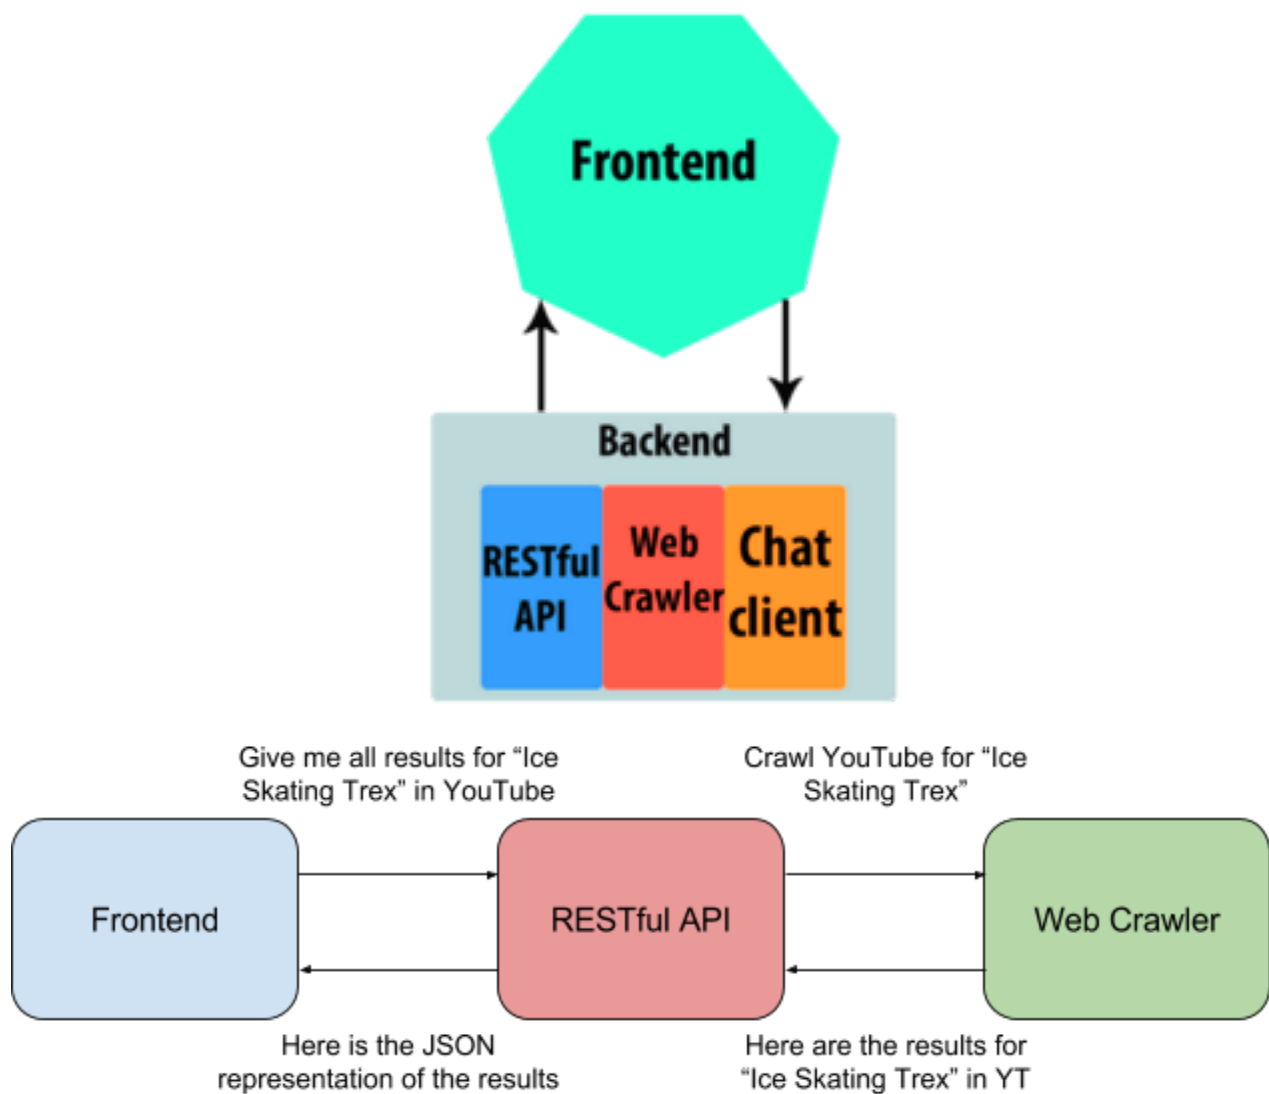 Frontend
Backend
RESTful
API
Web
Crawler
Chat
client
Give me all results for “Ice
Skating Trex” in YouTube
Crawl YouTube for “Ice
Skating Trex”
Frontend
RESTful API
Web Crawler
Here is the JSON
representation of the results
Here are the results for
“Ice Skating Trex” in YT